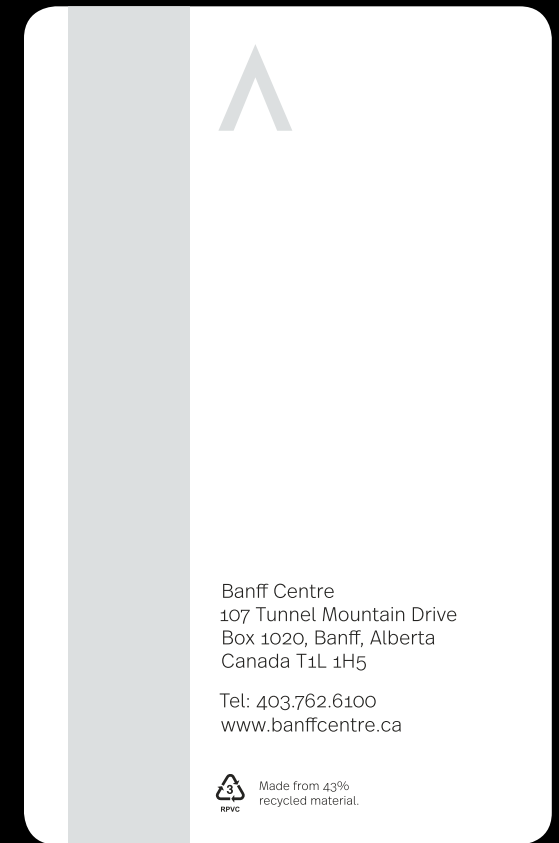 Banff Centre
107 Tunnel Mountain Drive
Box 1020, Banff, Alberta
Canada T1L 1H5
Tel: 403.762.6100
www.banffcentre.ca
3
RPVC
Made from 43%
recycled material.